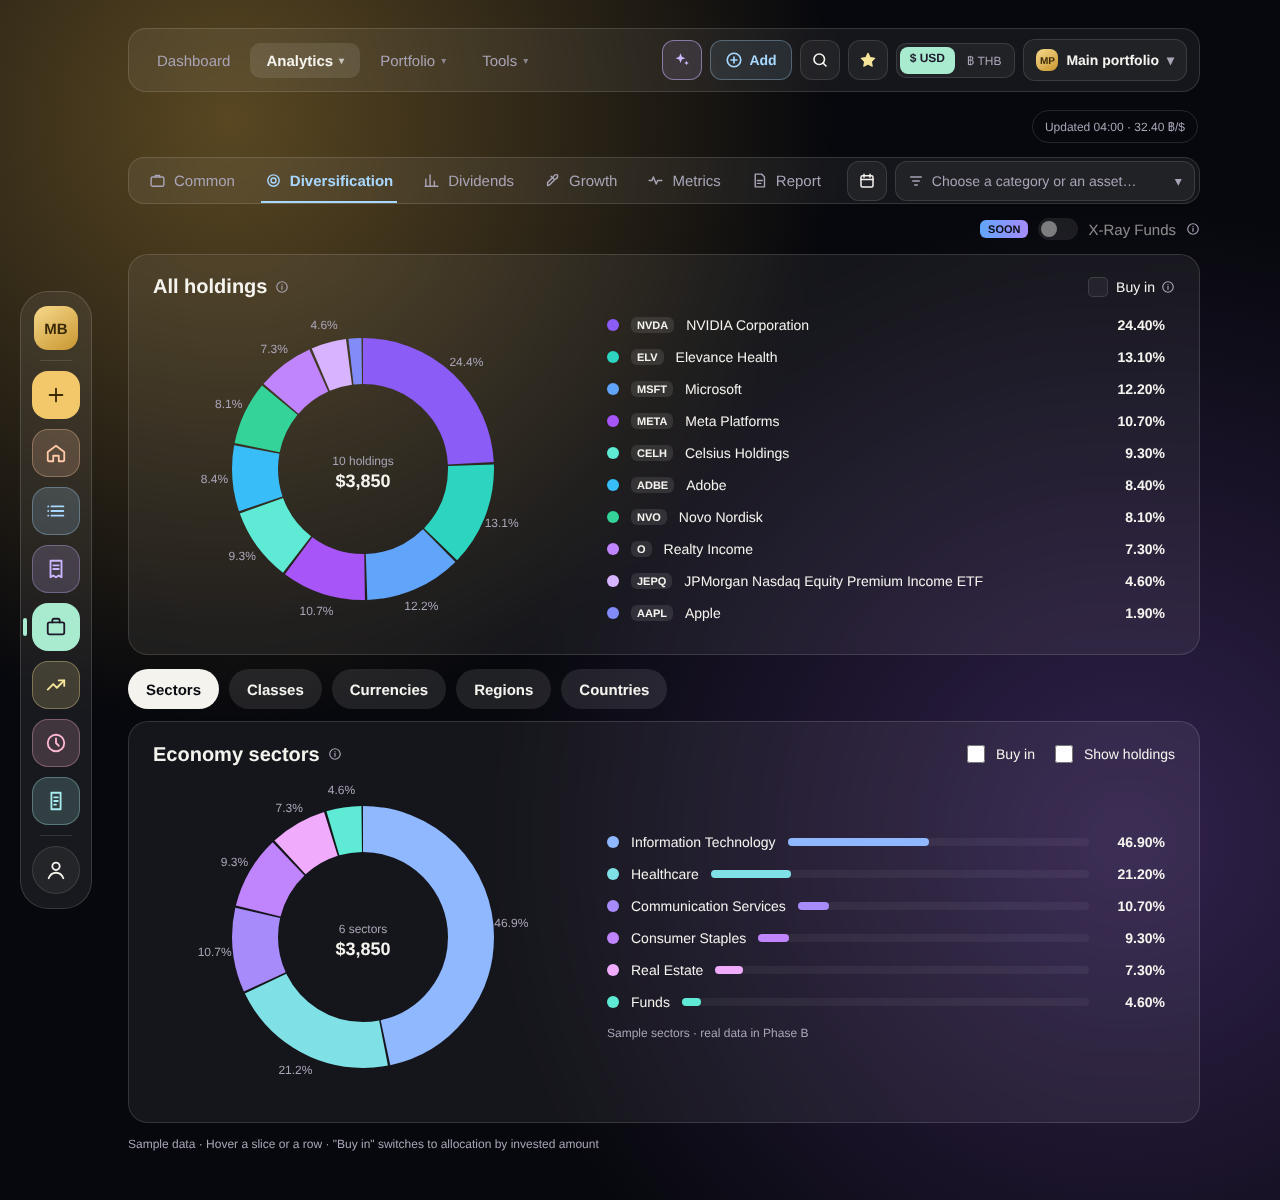 Dashboard Analytics ▾ Portfolio ▾ Tools ▾ Add $ USD ฿ THB MP Main portfolio ▾
Updated 04:00 · 32.40 ฿/$
Common Diversification Dividends Growth Metrics Report Choose a category or an asset… ▾
SOON X-Ray Funds
MB
All holdings
Buy in
4.6%
7.3%
24.4%
8.1%
8.4%
13.1%
9.3%
12.2%
10.7%
10 holdings
$3,850
NVDA NVIDIA Corporation 24.40%
ELV Elevance Health 13.10%
MSFT Microsoft 12.20%
META Meta Platforms 10.70%
CELH Celsius Holdings 9.30%
ADBE Adobe 8.40%
NVO Novo Nordisk 8.10%
O Realty Income 7.30%
JEPQ JPMorgan Nasdaq Equity Premium Income ETF 4.60%
AAPL Apple 1.90%
Sectors Classes Currencies Regions Countries
Economy sectors
Buy in Show holdings
4.6%
7.3%
9.3%
46.9%
10.7%
21.2%
6 sectors
$3,850
Information Technology 46.90%
Healthcare 21.20%
Communication Services 10.70%
Consumer Staples 9.30%
Real Estate 7.30%
Funds 4.60%
Sample sectors · real data in Phase B
Sample data · Hover a slice or a row · "Buy in" switches to allocation by invested amount